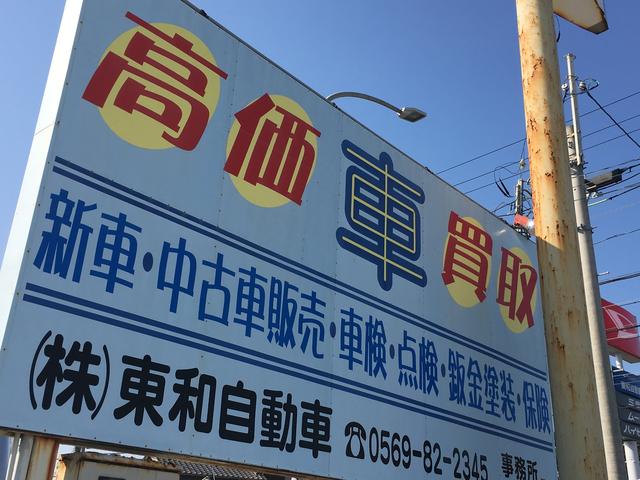 高価車買取
新車・中古車販売・車検・点検・鈑金塗装・保険
(株)東和自動車 ☎0569-82-2345 事務所